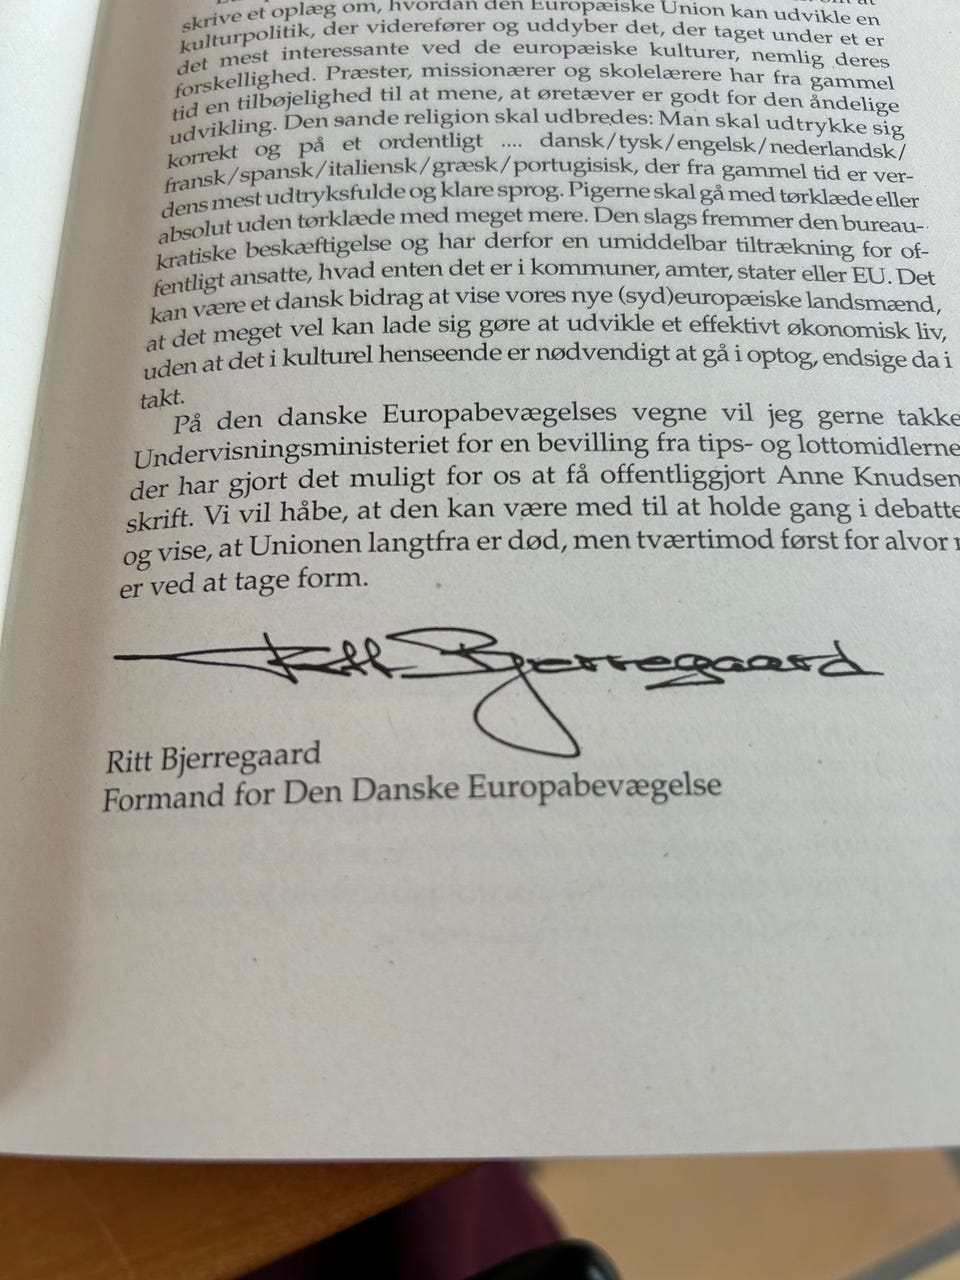 skrive et oplæg om, hvordan den Europæiske Union kan udvikle en
kulturpolitik, der viderefører og uddyber det, der taget under et er
det mest interessante ved de europæiske kulturer, nemlig deres
forskellighed. Præster, missionærer og skolelærere har fra gammel
tid en tilbøjelighed til at mene, at øretæver er godt for den åndelige
udvikling. Den sande religion skal udbredes: Man skal udtrykke sig
korrekt og på et ordentligt .... dansk/tysk/engelsk/nederlandsk/
fransk/spansk/italiensk/græsk/portugisisk, der fra gammel tid er ver-
dens mest udtryksfulde og klare sprog. Pigerne skal gå med tørklæde eller
absolut uden tørklæde med meget mere. Den slags fremmer den bureau-
kratiske beskæftigelse og har derfor en umiddelbar tiltrækning for of-
fentligt ansatte, hvad enten det er i kommuner, amter, stater eller EU. Det
kan være et dansk bidrag at vise vores nye (syd)europæiske landsmænd,
at det meget vel kan lade sig gøre at udvikle et effektivt økonomisk liv,
uden at det i kulturel henseende er nødvendigt at gå i optog, endsige da i
takt.
På den danske Europabevægelses vegne vil jeg gerne takke
Undervisningsministeriet for en bevilling fra tips- og lottomidlerne
der har gjort det muligt for os at få offentliggjort Anne Knudsen
skrift. Vi vil håbe, at den kan være med til at holde gang i debatte
og vise, at Unionen langtfra er død, men tværtimod først for alvor
er ved at tage form.
Ritt Bjerregaard
Ritt Bjerregaard
Formand for Den Danske Europabevægelse